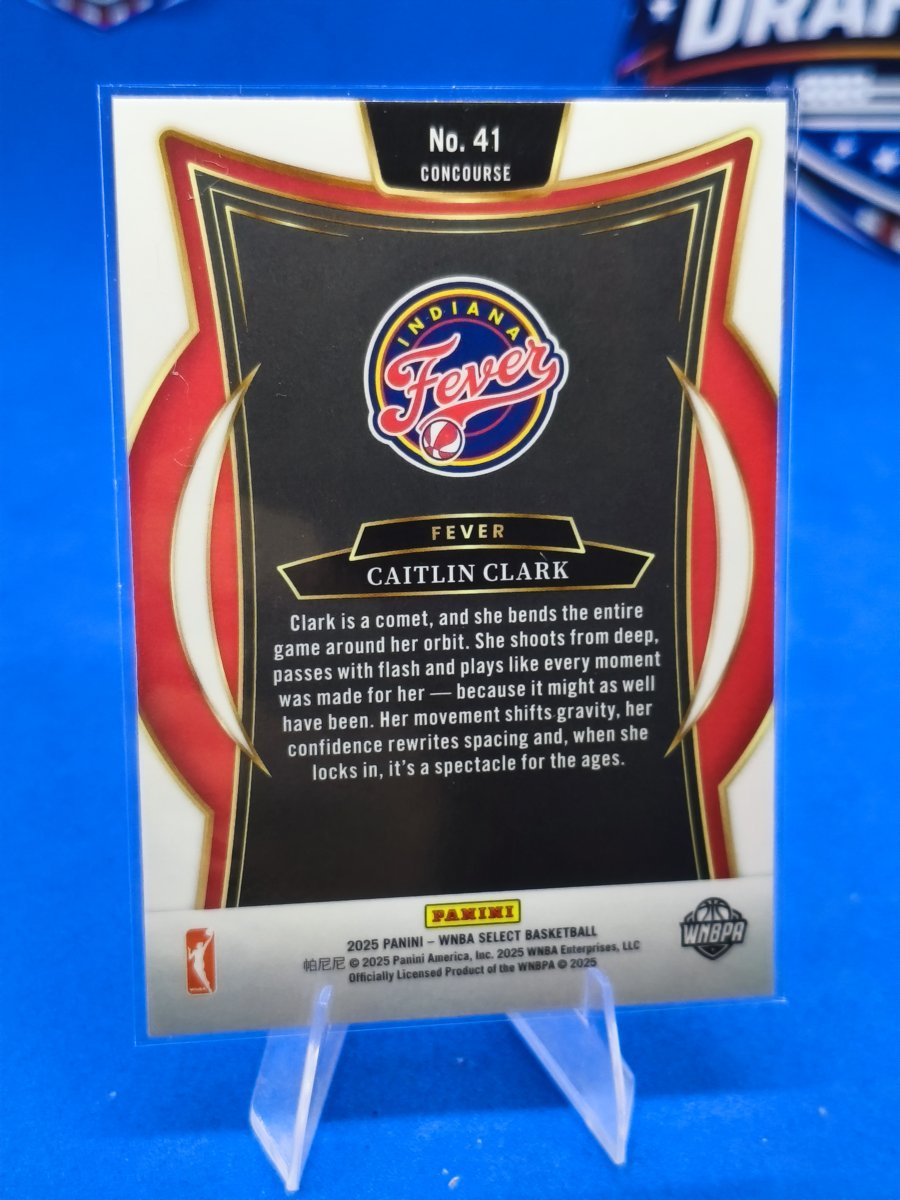 DRAF
No. 41
CONCOURSE
INDIANA
Fever
FEVER
CAITLIN CLARK
Clark is a comet, and she bends the entire
game around her orbit. She shoots from deep,
passes with flash and plays like every moment
was made for her — because it might as well
have been. Her movement shifts gravity, her
confidence rewrites spacing and, when she
locks in, it's a spectacle for the ages.
PANINI
2025 PANINI – WNBA SELECT BASKETBALL
帕尼尼 © 2025 Panini America, Inc. 2025 WNBA Enterprises, LLC
Officially Licensed Product of the WNBPA © 2025
WNBA
WNBPA